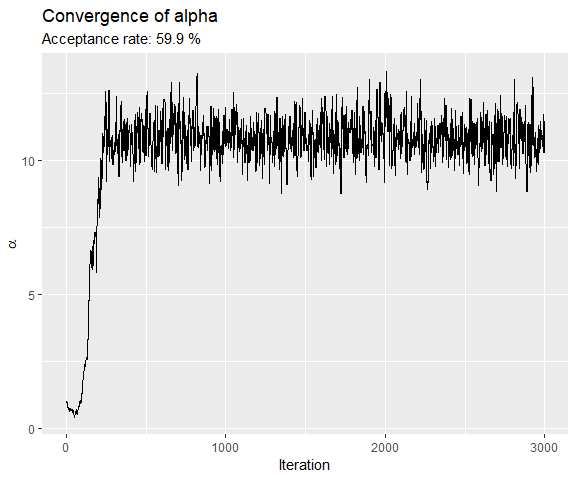 Convergence of alpha
Acceptance rate: 59.9 %
10
5
0
α
0 1000 2000 3000
Iteration